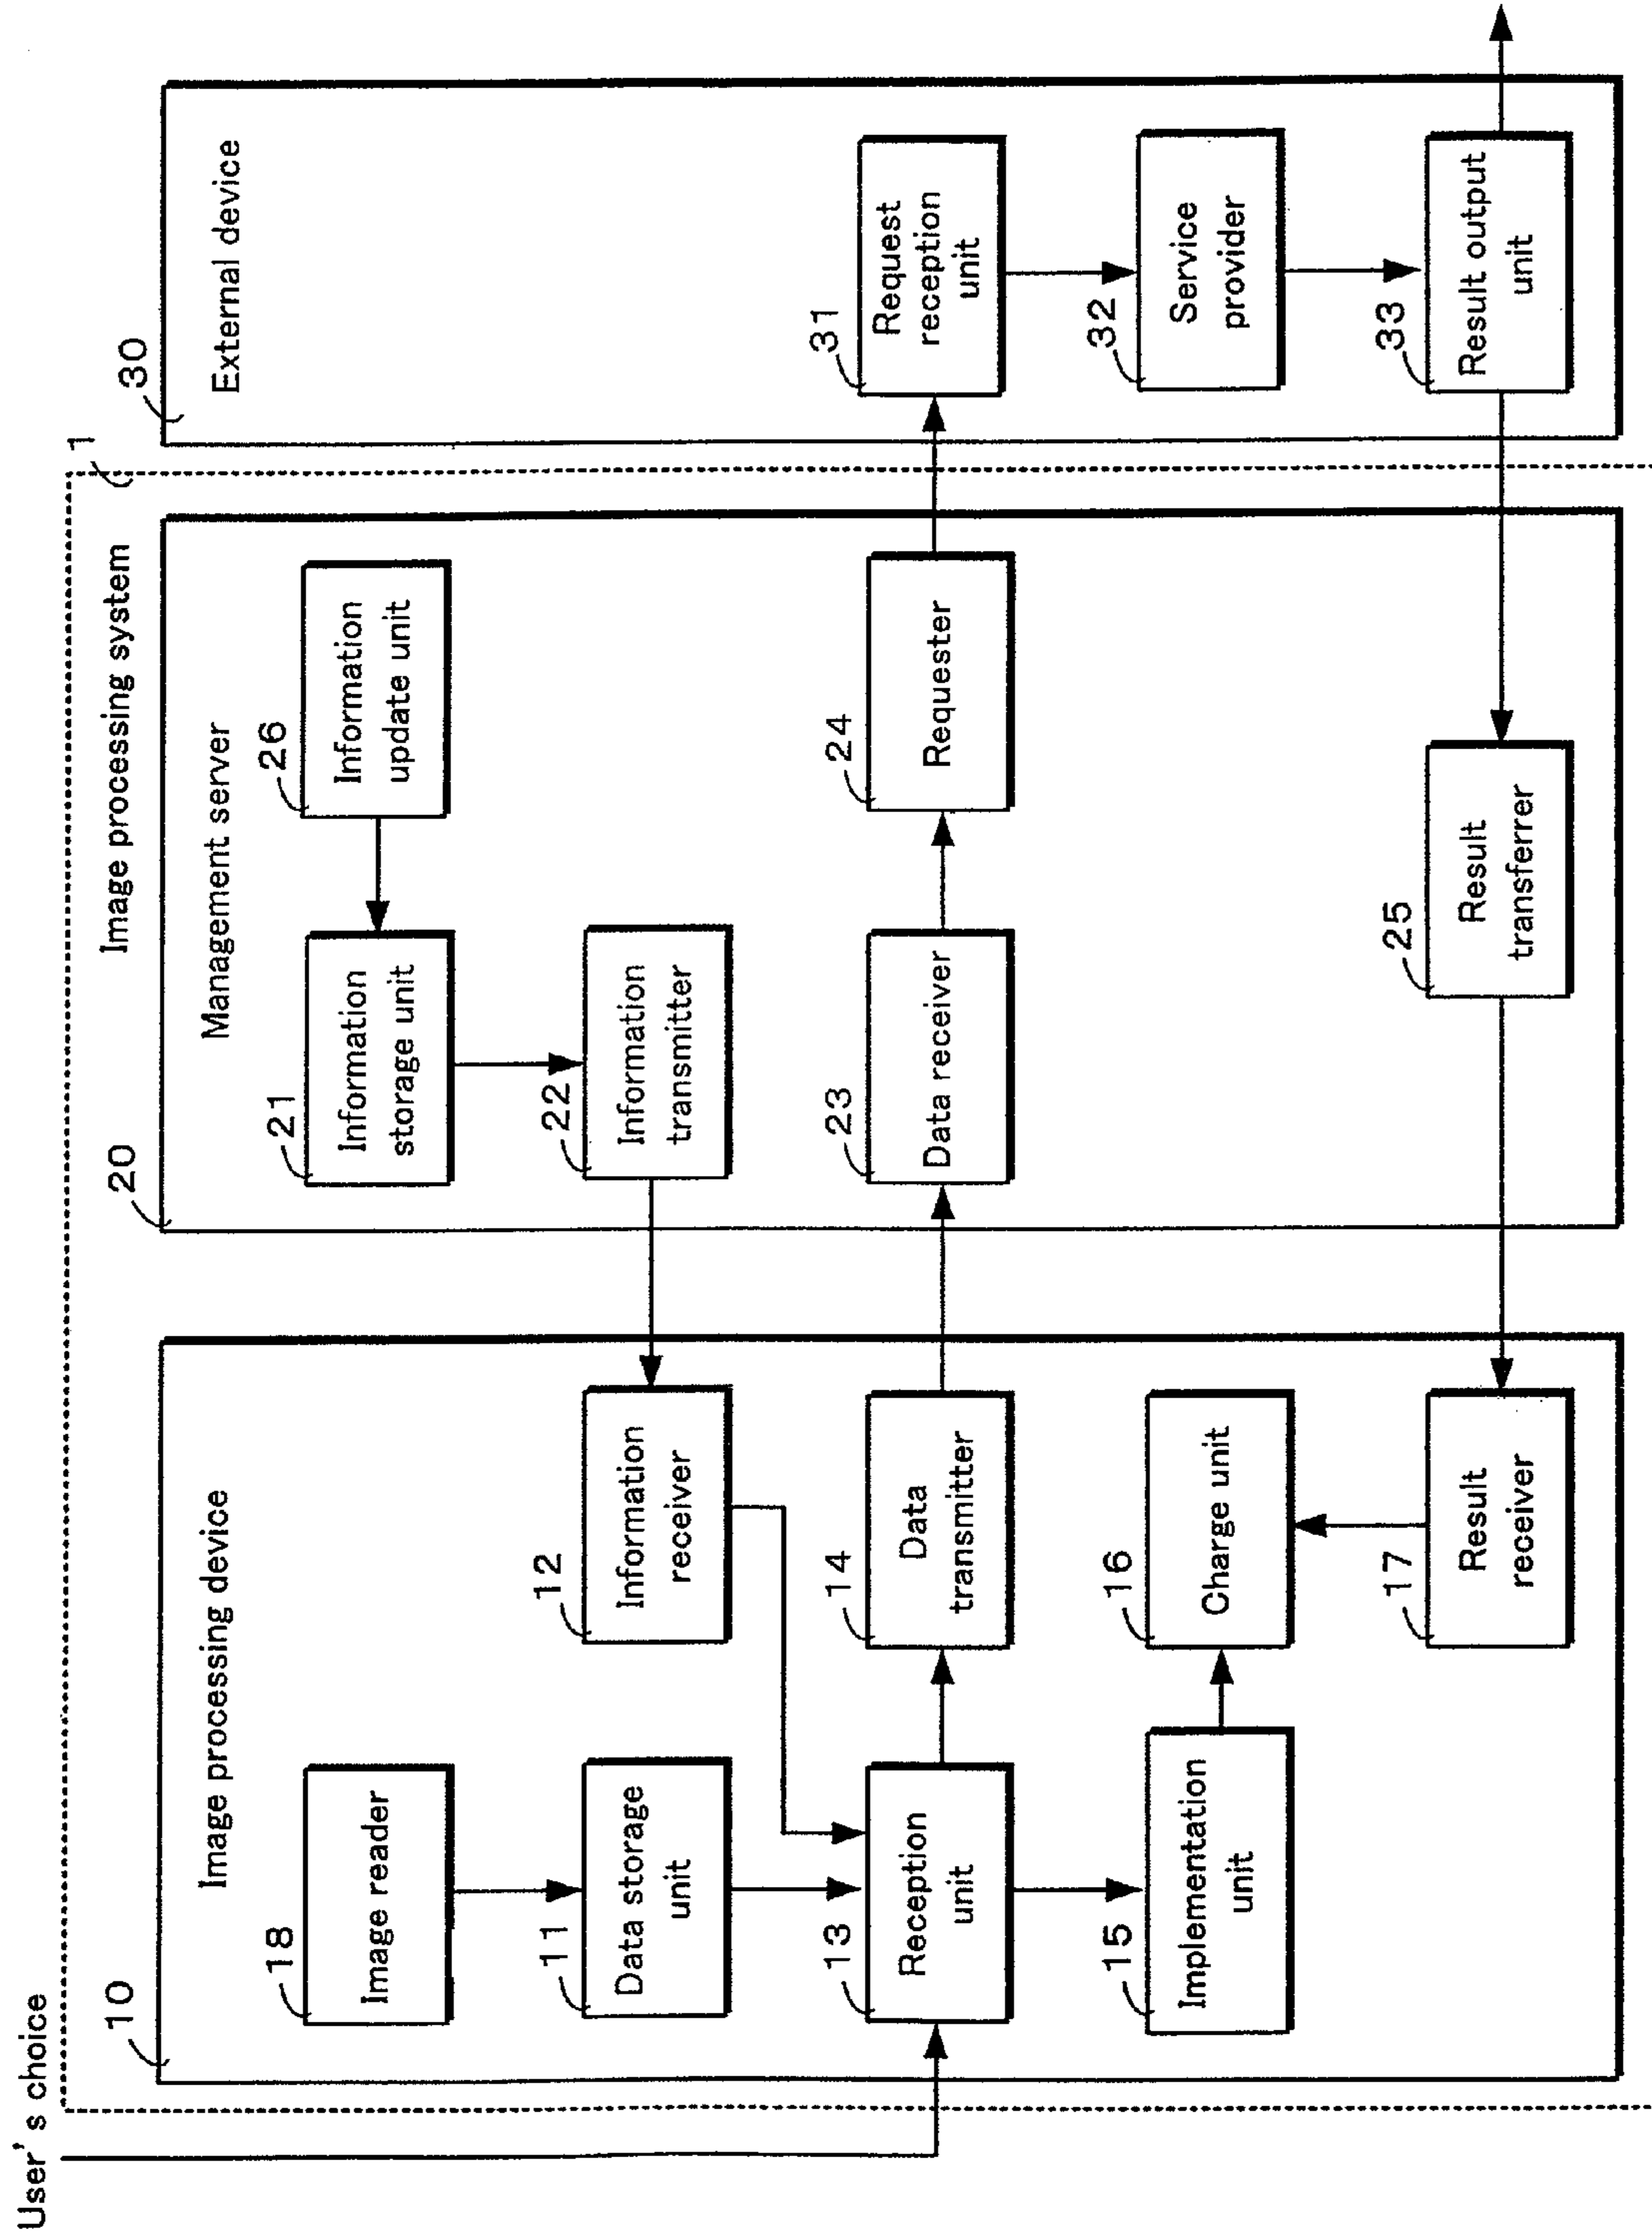 User's choice
1
Image processing system
10
Image processing device
18
Image reader
11
Data storage
unit
12
Information
receiver
13
Reception
unit
14
Data
transmitter
15
Implementation
unit
16
Charge unit
17
Result
receiver
20
Management server
21
Information
storage unit
26
Information
update unit
22
Information
transmitter
23
Data receiver
24
Requester
25
Result
transferrer
30
External device
31
Request
reception
unit
32
Service
provider
33
Result output
unit